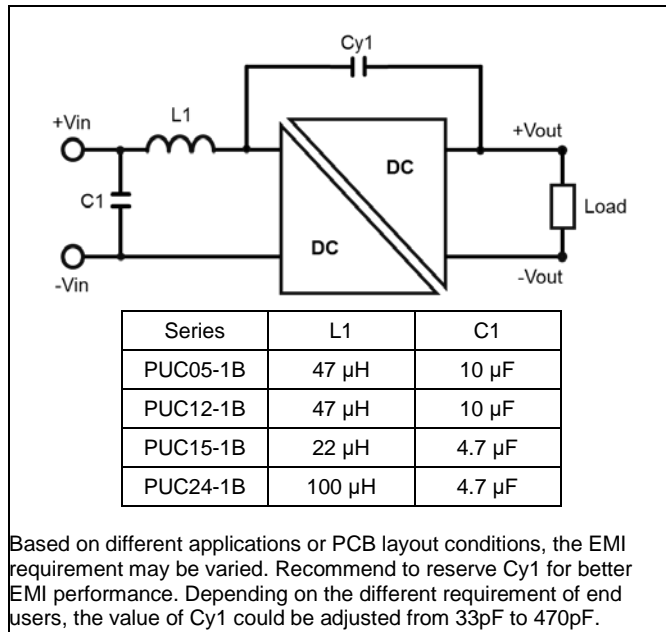 Cy1
+Vin
L1
+Vout
DC
C1
Load
DC
-Vin
-Vout
Series L1 C1
PUC05-1B 47 µH 10 µF
PUC12-1B 47 µH 10 µF
PUC15-1B 22 µH 4.7 µF
PUC24-1B 100 µH 4.7 µF
Based on different applications or PCB layout conditions, the EMI
requirement may be varied. Recommend to reserve Cy1 for better
EMI performance. Depending on the different requirement of end
users, the value of Cy1 could be adjusted from 33pF to 470pF.